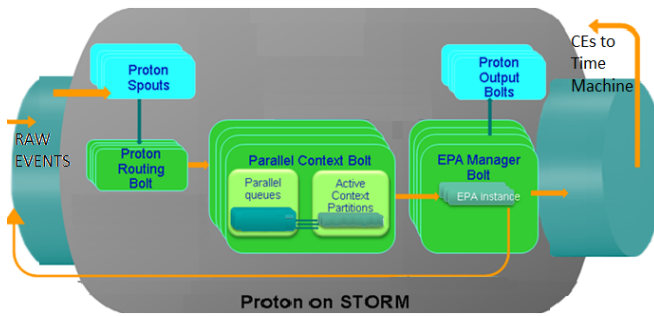 Proton
Spouts
Proton
Output
Bolts
CEs to
Time
Machine
RAW
EVENTS
Proton
Routing
Bolt
Parallel Context Bolt
Parallel
queues
Active
Context
Partitions
EPA Manager
Bolt
EPA instance
Proton on STORM